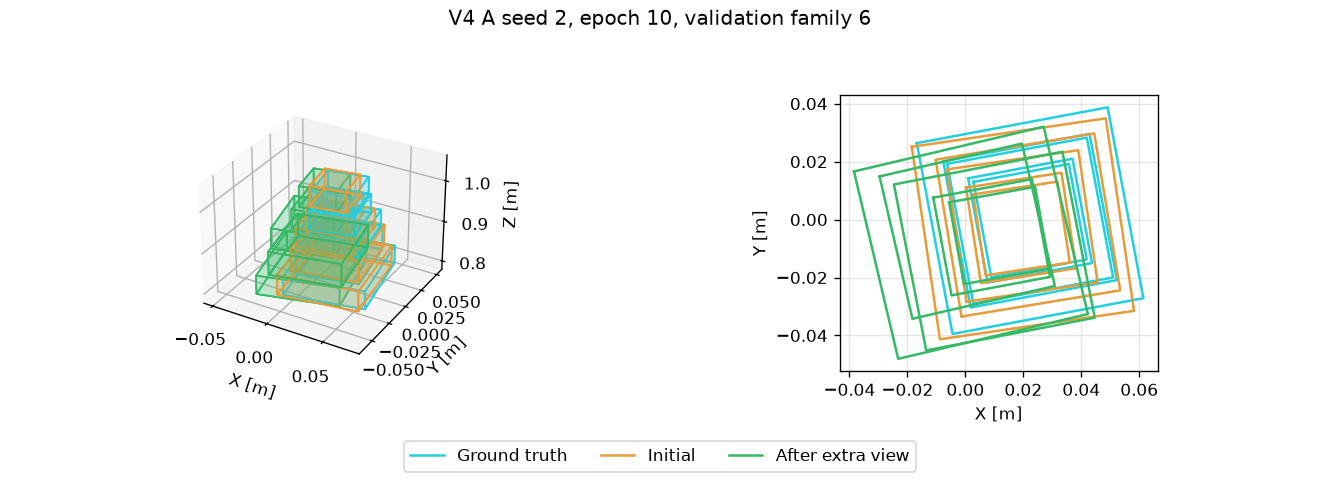 V4 A seed 2, epoch 10, validation family 6
1.0
0.9
0.8
Z [m]
0.050
0.025
0.000
−0.025
−0.050
Y [m]
−0.05
0.00
0.05
X [m]
0.04
0.02
0.00
−0.02
−0.04
Y [m]
−0.04 −0.02 0.00 0.02 0.04 0.06
X [m]
Ground truth Initial After extra view